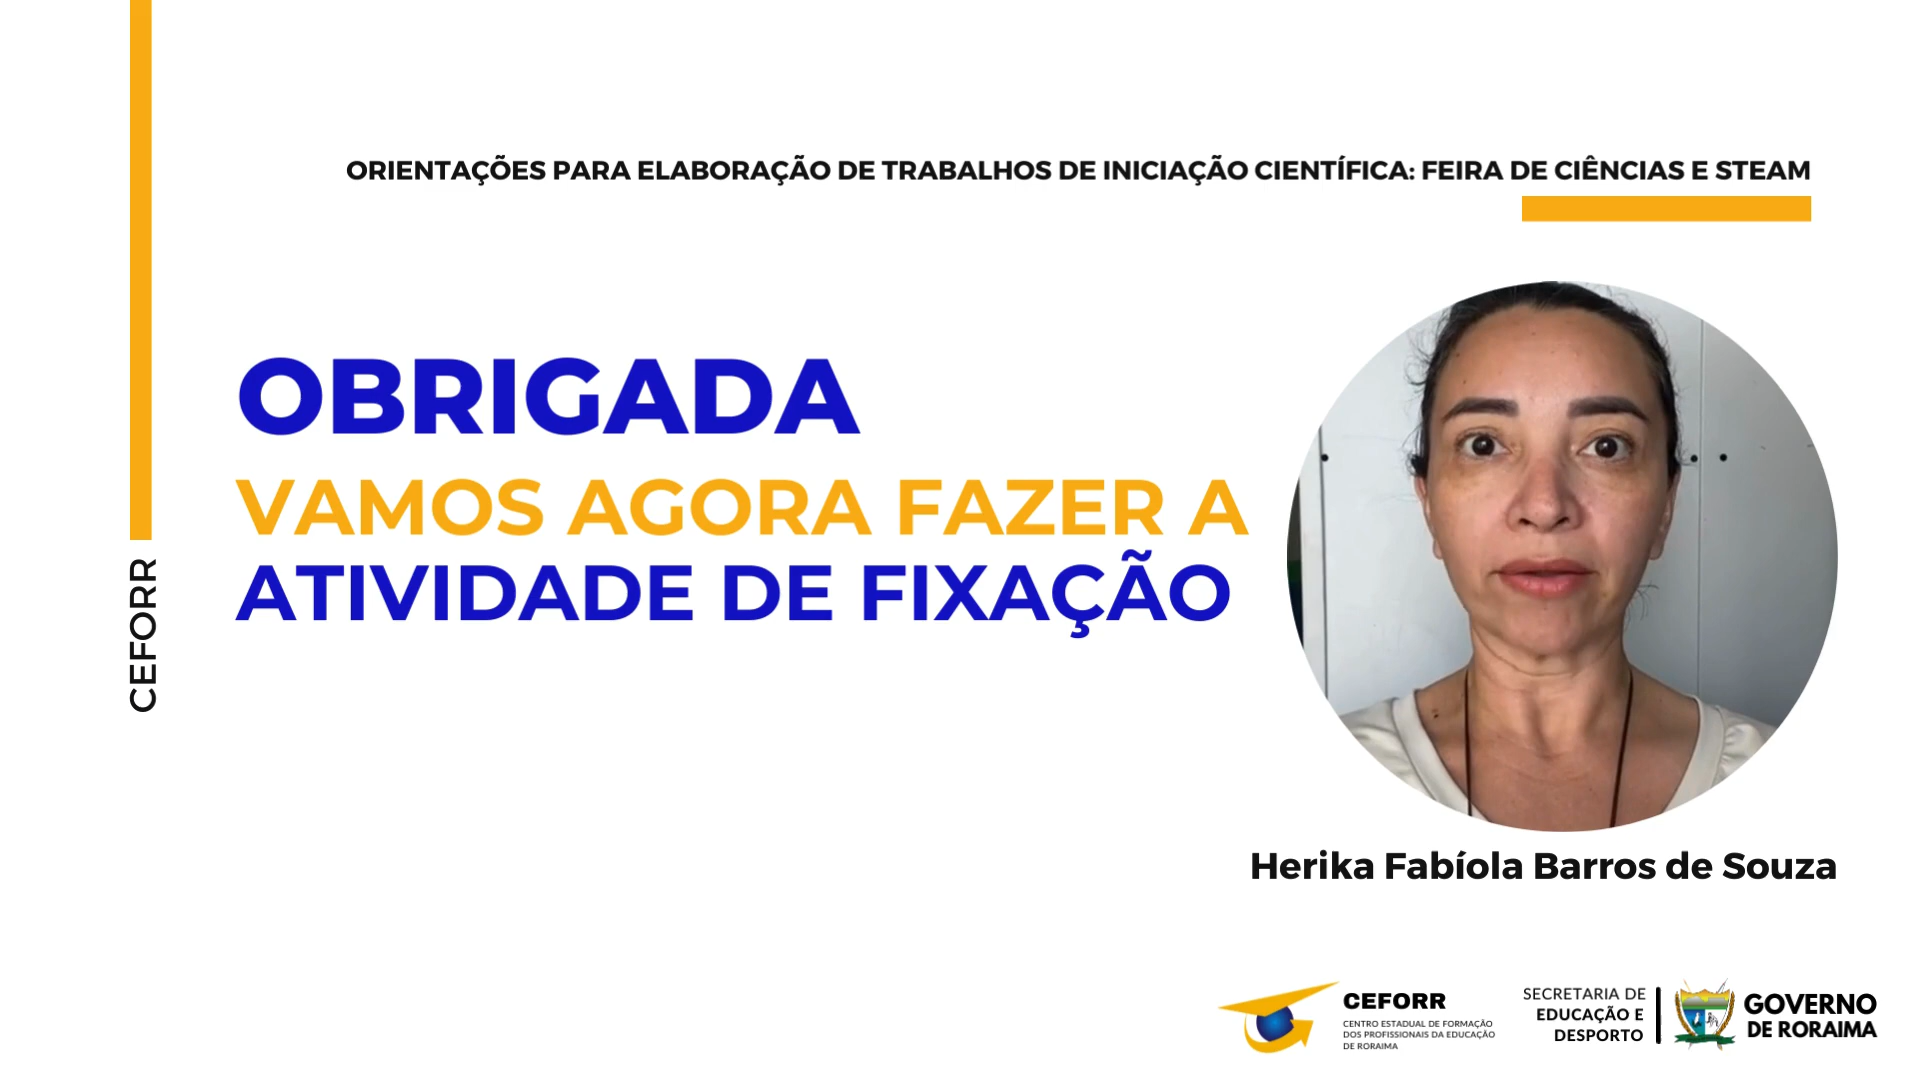 ORIENTAÇÕES PARA ELABORAÇÃO DE TRABALHOS DE INICIAÇÃO CIENTÍFICA: FEIRA DE CIÊNCIAS E STEAM
OBRIGADA
VAMOS AGORA FAZER A
ATIVIDADE DE FIXAÇÃO
CEFORR
Herika Fabíola Barros de Souza
CEFORR
CENTRO ESTADUAL DE FORMAÇÃO
DOS PROFISSIONAIS DA EDUCAÇÃO
DE RORAIMA
SECRETARIA DE
EDUCAÇÃO E
DESPORTO
GOVERNO
DE RORAIMA